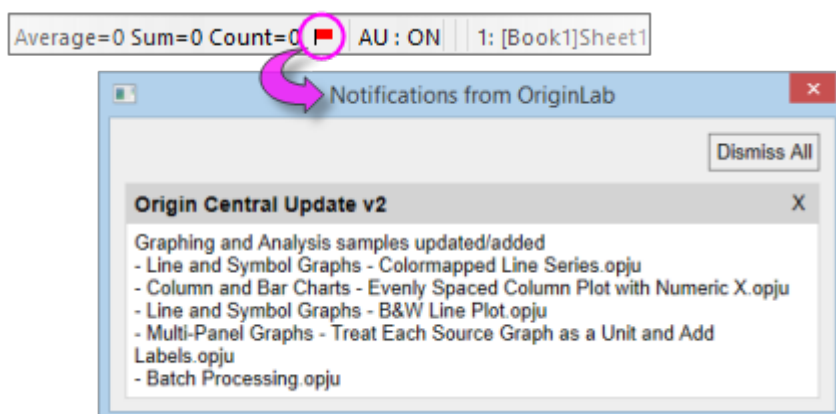 Average=0 Sum=0 Count=0 AU : ON 1: [Book1]Sheet1
Notifications from OriginLab
Dismiss All
Origin Central Update v2 X
Graphing and Analysis samples updated/added
- Line and Symbol Graphs - Colormapped Line Series.opju
- Column and Bar Charts - Evenly Spaced Column Plot with Numeric X.opju
- Line and Symbol Graphs - B&W Line Plot.opju
- Multi-Panel Graphs - Treat Each Source Graph as a Unit and Add
Labels.opju
- Batch Processing.opju